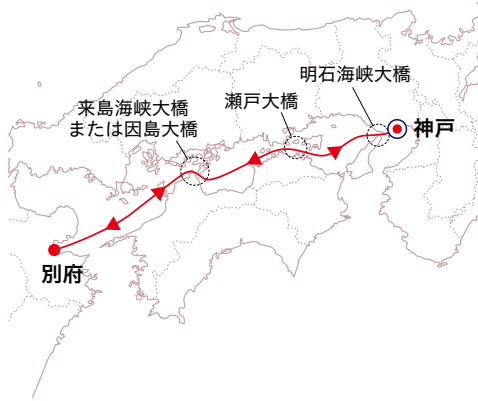 明石海峡大橋
瀬戸大橋
来島海峡大橋
または因島大橋
神戸
別府